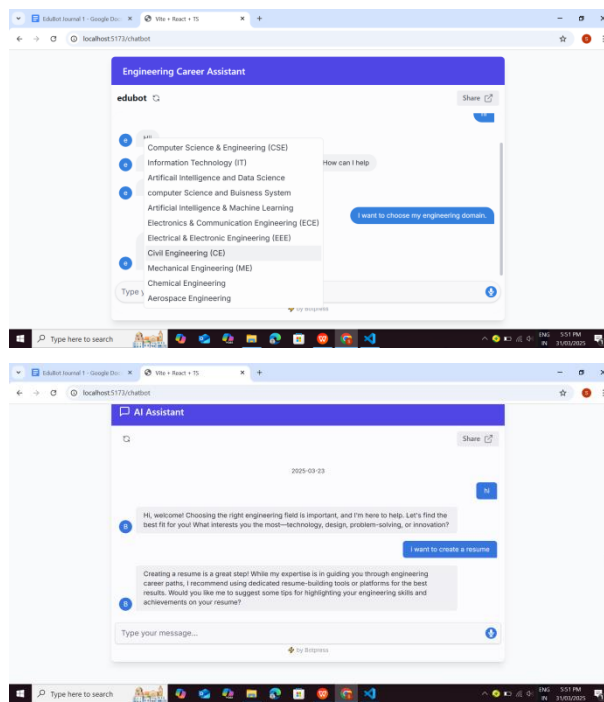 EduBot Journal 1 - Google Doc
Vite + React + TS
localhost:5173/chatbot
Engineering Career Assistant
edubot
Share
Hi
Hi!
How can I help
I want to choose my engineering domain.
Computer Science & Engineering (CSE)
Information Technology (IT)
Artificail Intelligence and Data Science
computer Science and Buisness System
Artificial Intelligence & Machine Learning
Electronics & Communication Engineering (ECE)
Electrical & Electronic Engineering (EEE)
Civil Engineering (CE)
Mechanical Engineering (ME)
Chemical Engineering
Aerospace Engineering
Type y
by Botpress
Type here to search
ENG
IN
5:51 PM
31/03/2025
EduBot Journal 1 - Google Doc
Vite + React + TS
localhost:5173/chatbot
AI Assistant
Share
2025-03-23
hi
Hi, welcome! Choosing the right engineering field is important, and I'm here to help. Let's find the
best fit for you! What interests you the most—technology, design, problem-solving, or innovation?
I want to create a resume
Creating a resume is a great step! While my expertise is in guiding you through engineering
career paths, I recommend using dedicated resume-building tools or platforms for the best
results. Would you like me to suggest some tips for highlighting your engineering skills and
achievements on your resume?
Type your message...
by Botpress
Type here to search
ENG
IN
5:51 PM
31/03/2025